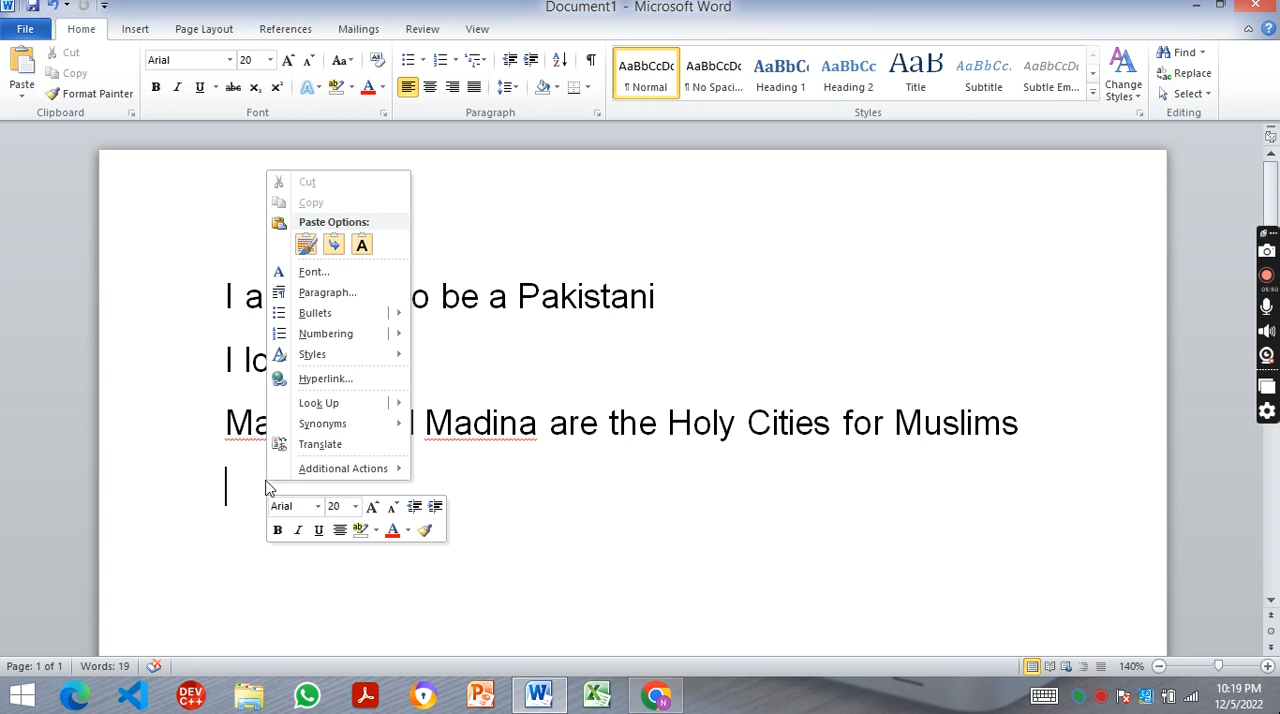 Document1 - Microsoft Word
File Home Insert Page Layout References Mailings Review View
Paste
Cut
Copy
Format Painter
Clipboard
Arial 20
Font
Paragraph
AaBbCcDc AaBbCcDc AaBbC AaBbCc AaB AaBbCc. AaBbCcDc
¶ Normal ¶ No Spaci... Heading 1 Heading 2 Title Subtitle Subtle Em...
Styles
Change Styles
Find
Replace
Select
Editing
Cut
Copy
Paste Options:
Font...
Paragraph...
Bullets
Numbering
Styles
Hyperlink...
Look Up
Synonyms
Translate
Additional Actions
Arial 20
I a o be a Pakistani
I lo
Ma Madina are the Holy Cities for Muslims
05:50
Page: 1 of 1 Words: 19 140%
DEV C++
10:19 PM
12/5/2022